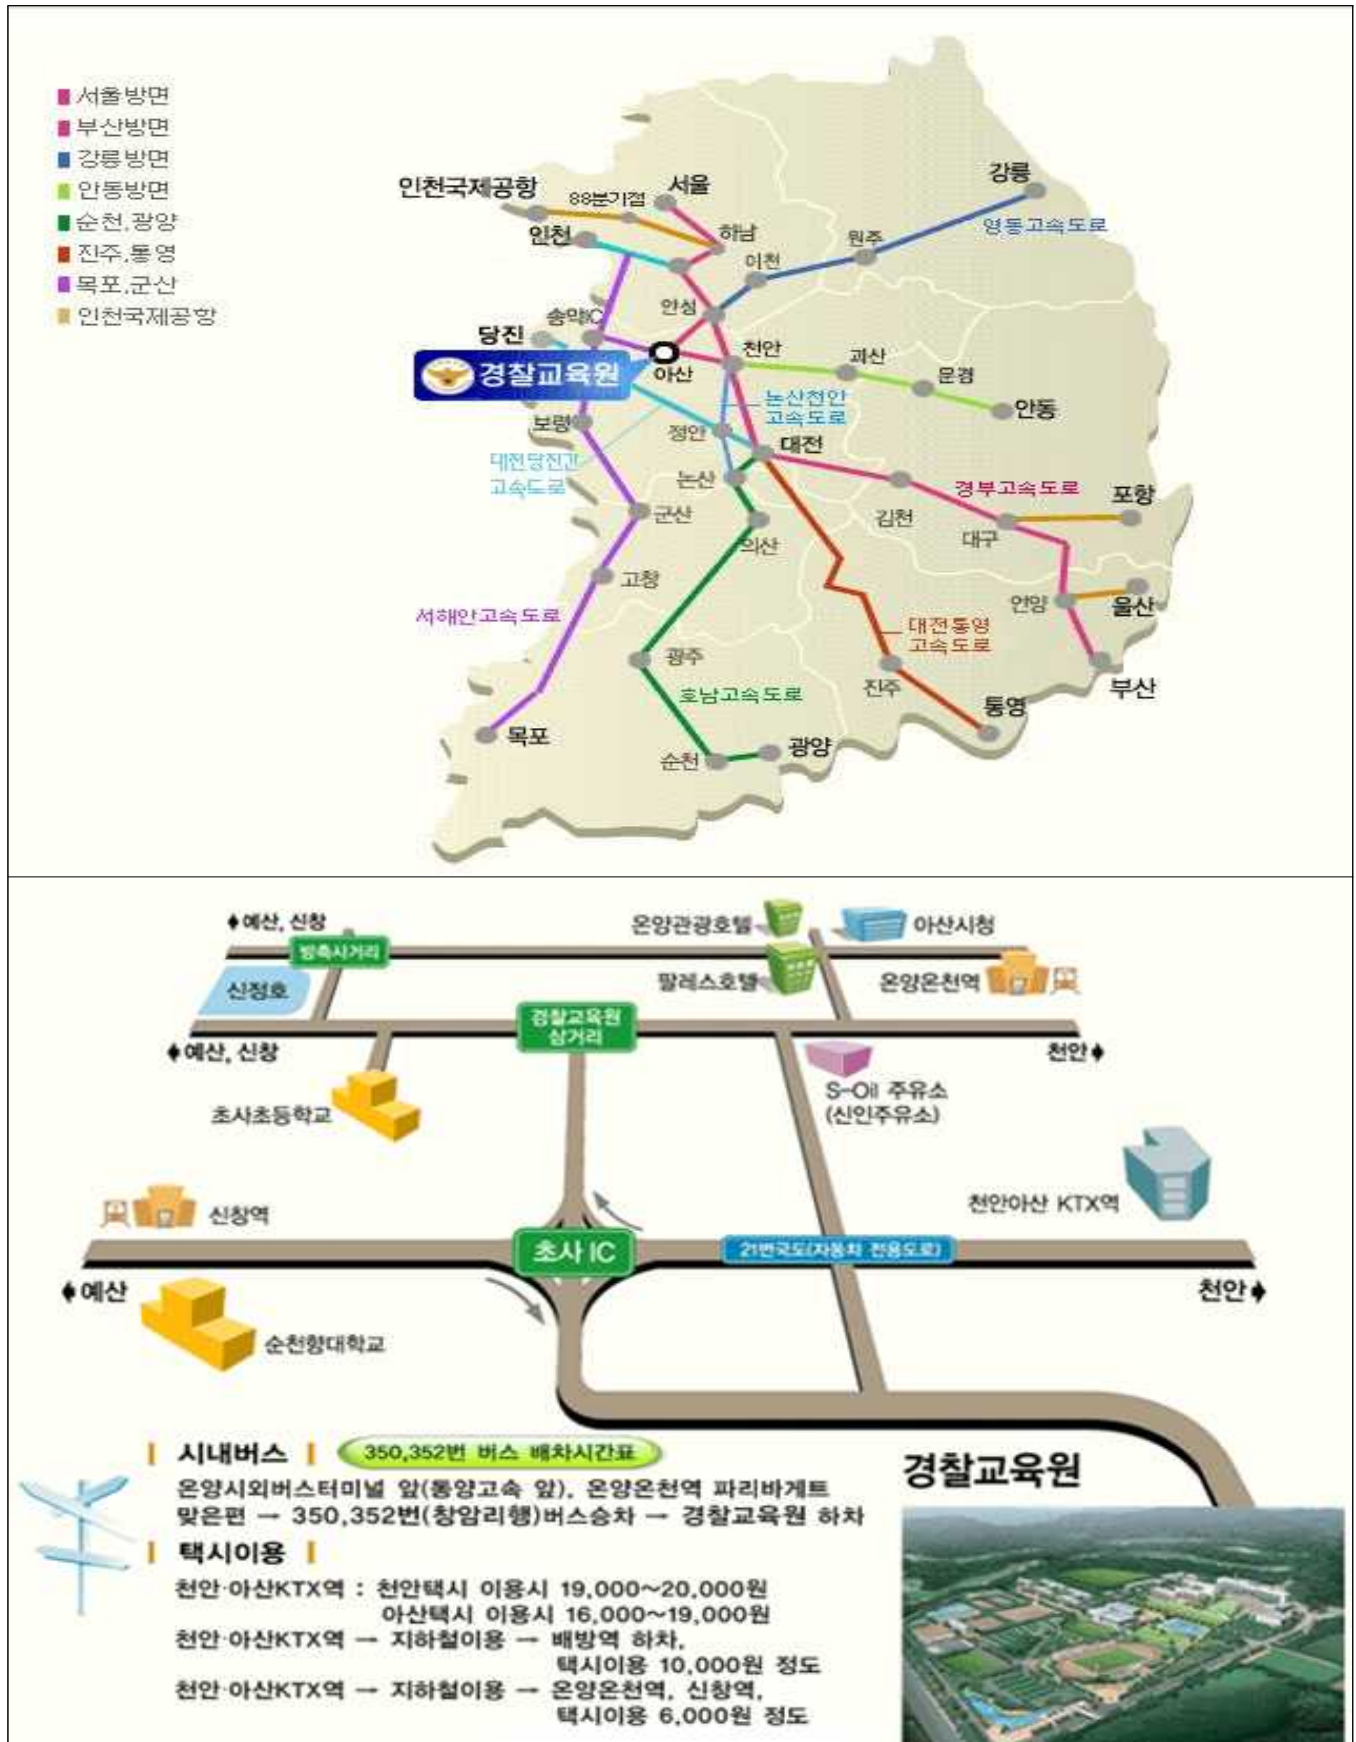 서울방면
부산방면
강릉방면
안동방면
순천,광양
진주,통영
목포,군산
인천국제공항
인천국제공항
88분기점
서울
강릉
인천
하남
원주
영동고속도로
이천
안성
송악IC
당진
천안
괴산
문경
안동
경찰교육원
아산
논산천안
고속도로
보령
정안
대전
대전당진간
고속도로
논산
경부고속도로
포항
군산
김천
대구
익산
고창
언양
울산
서해안고속도로
대전통영
고속도로
광주
진주
부산
호남고속도로
통영
목포
순천
광양
예산, 신창
방축사거리
온양관광호텔
아산시청
신정호
팔레스호텔
온양온천역
경찰교육원
삼거리
예산, 신창
천안
초사초등학교
S-Oil 주유소
(신인주유소)
신창역
천안아산 KTX역
초사 IC
21번국도(자동차 전용도로)
예산
천안
순천향대학교
시내버스
350,352번 버스 배차시간표
온양시외버스터미널 앞(동양고속 앞), 온양온천역 파리바게트
맞은편 → 350,352번(창암리행)버스승차 → 경찰교육원 하차
택시이용
천안·아산KTX역 : 천안택시 이용시 19,000~20,000원
아산택시 이용시 16,000~19,000원
천안·아산KTX역 → 지하철이용 → 배방역 하차,
택시이용 10,000원 정도
천안·아산KTX역 → 지하철이용 → 온양온천역, 신창역,
택시이용 6,000원 정도
경찰교육원